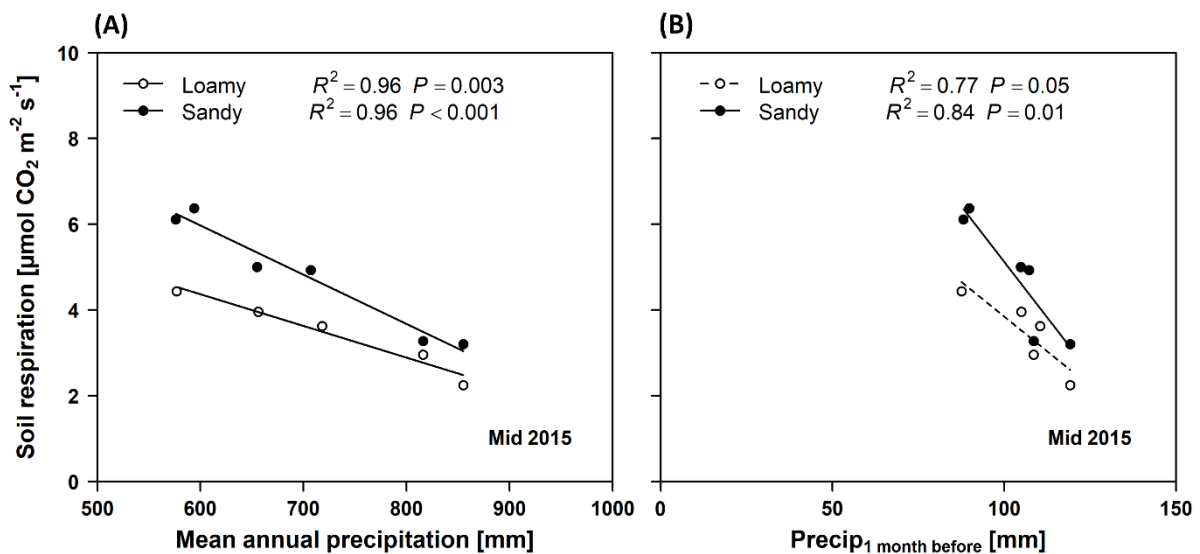 (A)
Loamy R² = 0.96 P = 0.003
Sandy R² = 0.96 P < 0.001
Soil respiration [µmol CO₂ m⁻² s⁻¹]
10
8
6
4
2
0
Mid 2015
500 600 700 800 900 1000
Mean annual precipitation [mm]
(B)
Loamy R² = 0.77 P = 0.05
Sandy R² = 0.84 P = 0.01
Mid 2015
0 50 100 150
Precip₁ month before [mm]